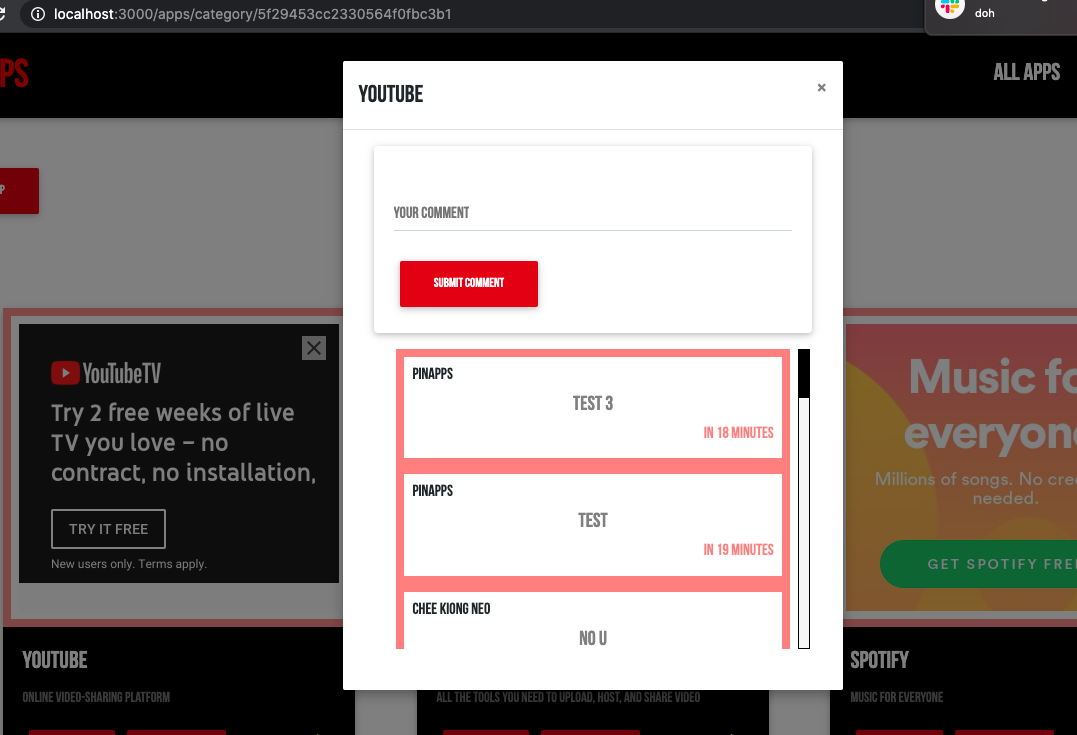 localhost:3000/apps/category/5f29453cc2330564f0fbc3b1
doh
PS
ALL APPS
YOUTUBE
×
P
YOUR COMMENT
SUBMIT COMMENT
PINAPPS
TEST 3
IN 18 MINUTES
PINAPPS
TEST
IN 19 MINUTES
CHEE KIONG NEO
NO U
YouTubeTV
Try 2 free weeks of live
TV you love – no
contract, no installation,
TRY IT FREE
New users only. Terms apply.
Music fo
everyon
Millions of songs. No cre
needed.
GET SPOTIFY FREE
YOUTUBE
ONLINE VIDEO-SHARING PLATFORM
ALL THE TOOLS YOU NEED TO UPLOAD, HOST, AND SHARE VIDEO
SPOTIFY
MUSIC FOR EVERYONE